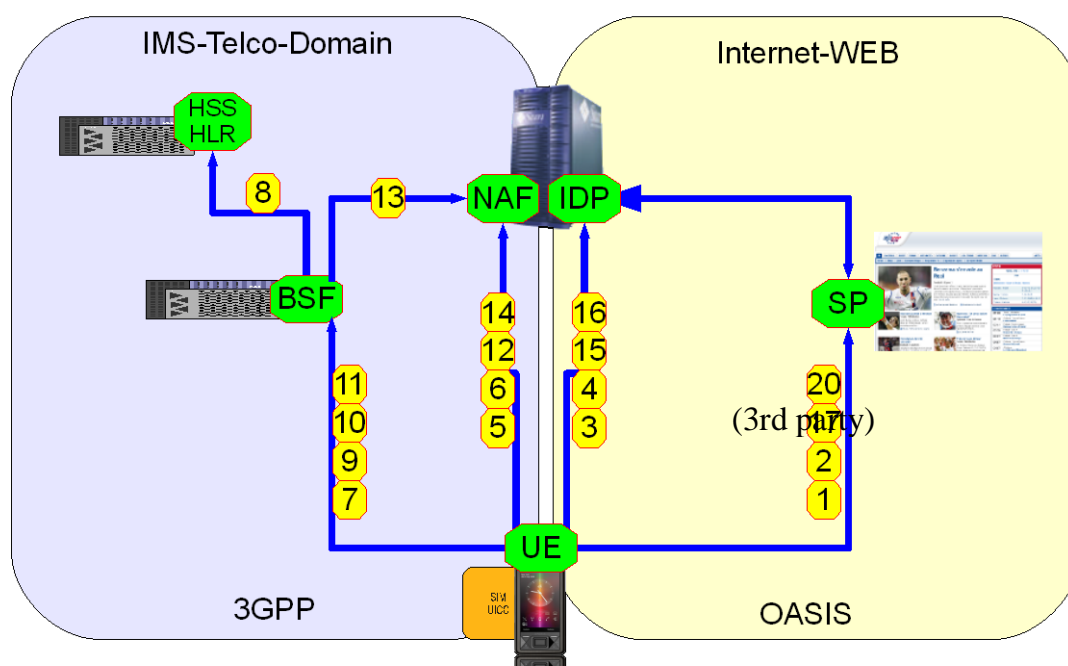 IMS-Telco-Domain
Internet-WEB
HSS
HLR
8
13
NAF
IDP
BSF
SP
14
12
6
5
16
15
4
3
11
10
9
7
20
17
2
1
(3rd party)
UE
SIM
UICC
3GPP
OASIS